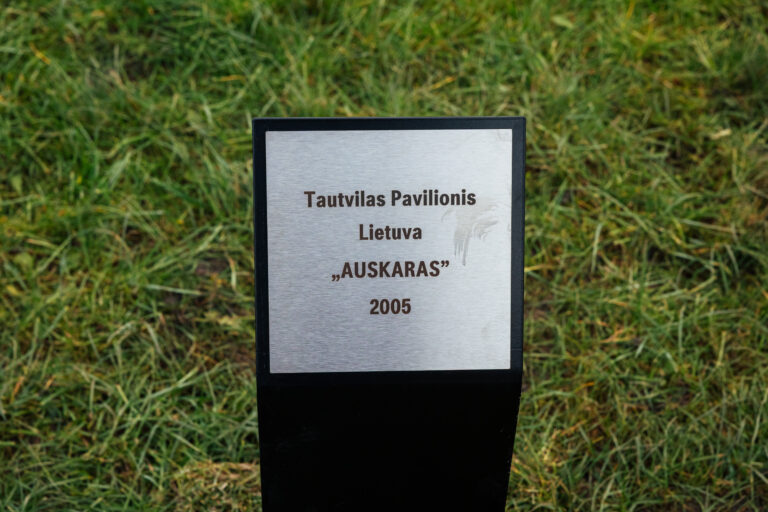 Tautvilas Pavilionis
Lietuva
„AUSKARAS”
2005